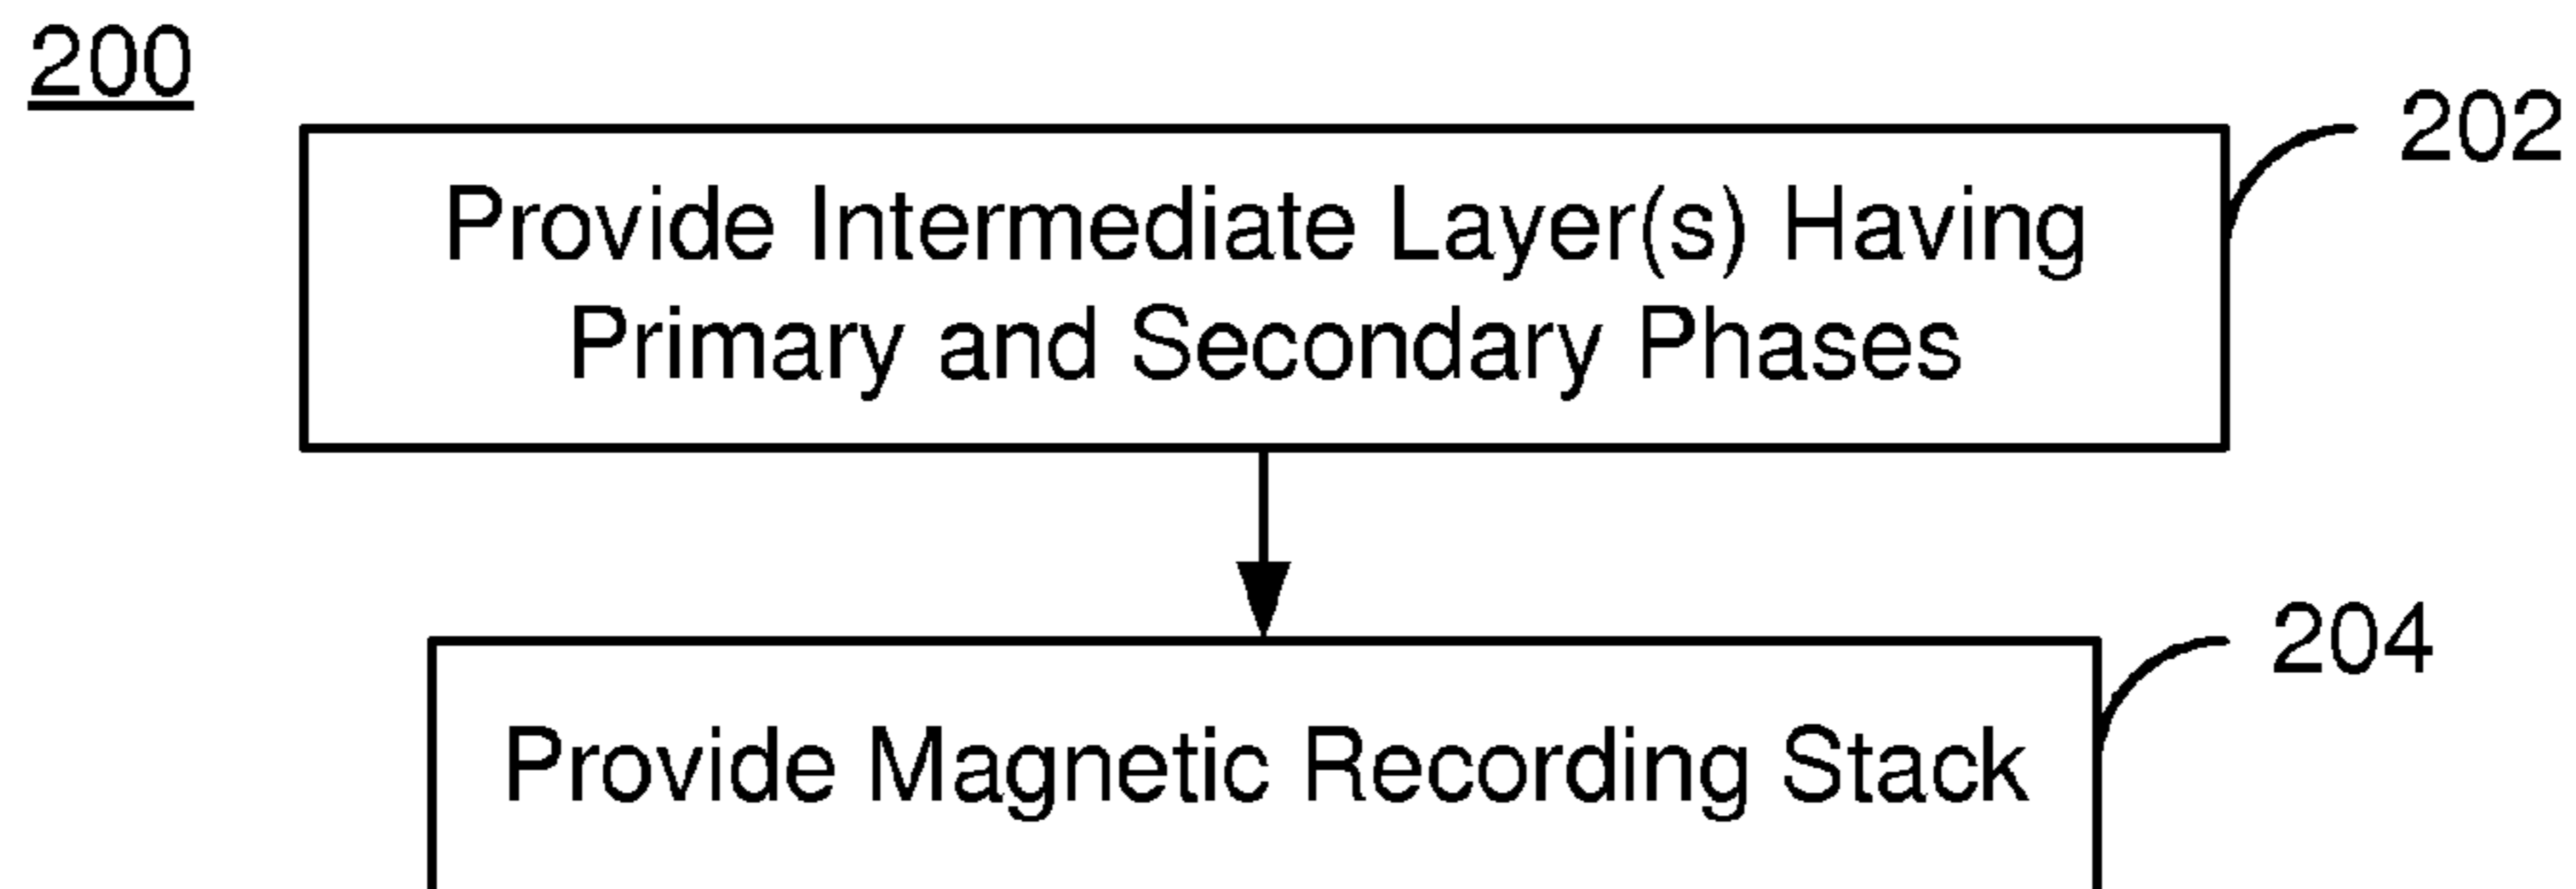 200
202
Provide Intermediate Layer(s) Having
Primary and Secondary Phases
204
Provide Magnetic Recording Stack